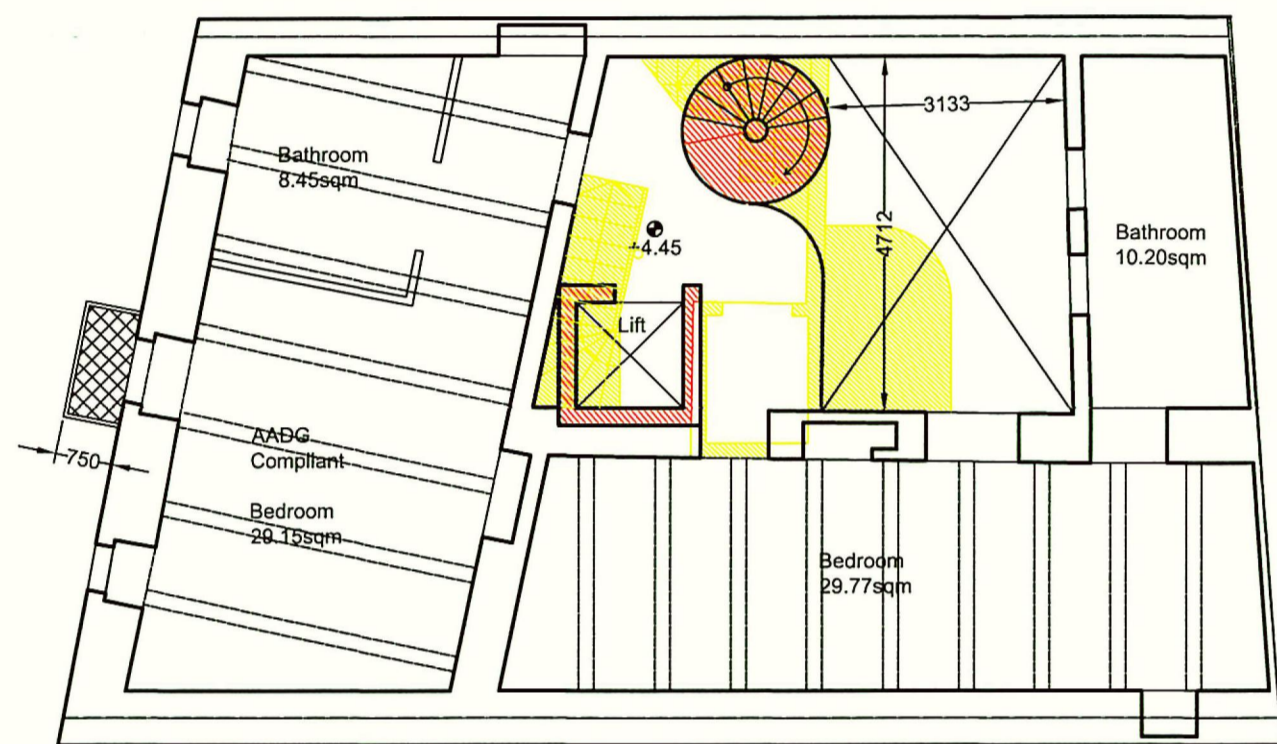 3133
Bathroom
8.45sqm
4712
Bathroom
10.20sqm
+4.45
Lift
AADG
Compliant
750
Bedroom
29.15sqm
Bedroom
29.77sqm